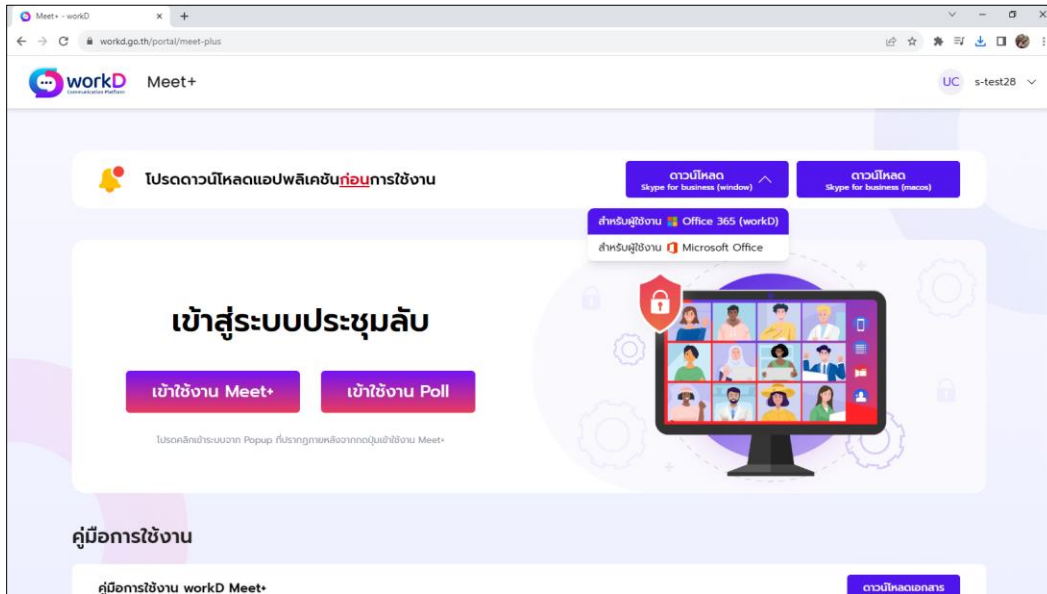 Meet+ - workD
workd.go.th/portal/meet-plus
workD
Communication Platform
Meet+
UC s-test28
โปรดดาวน์โหลดแอปพลิเคชันก่อนการใช้งาน
ดาวน์โหลด
Skype for business (window)
ดาวน์โหลด
Skype for business (macos)
สำหรับผู้ใช้งาน Office 365 (workD)
สำหรับผู้ใช้งาน Microsoft Office
เข้าสู่ระบบประชุมลับ
เข้าใช้งาน Meet+
เข้าใช้งาน Poll
โปรดคลิกเข้าระบบจาก Popup ที่ปรากฏภายหลังจากกดปุ่มเข้าใช้งาน Meet+
คู่มือการใช้งาน
คู่มือการใช้งาน workD Meet+
ดาวน์โหลดเอกสาร